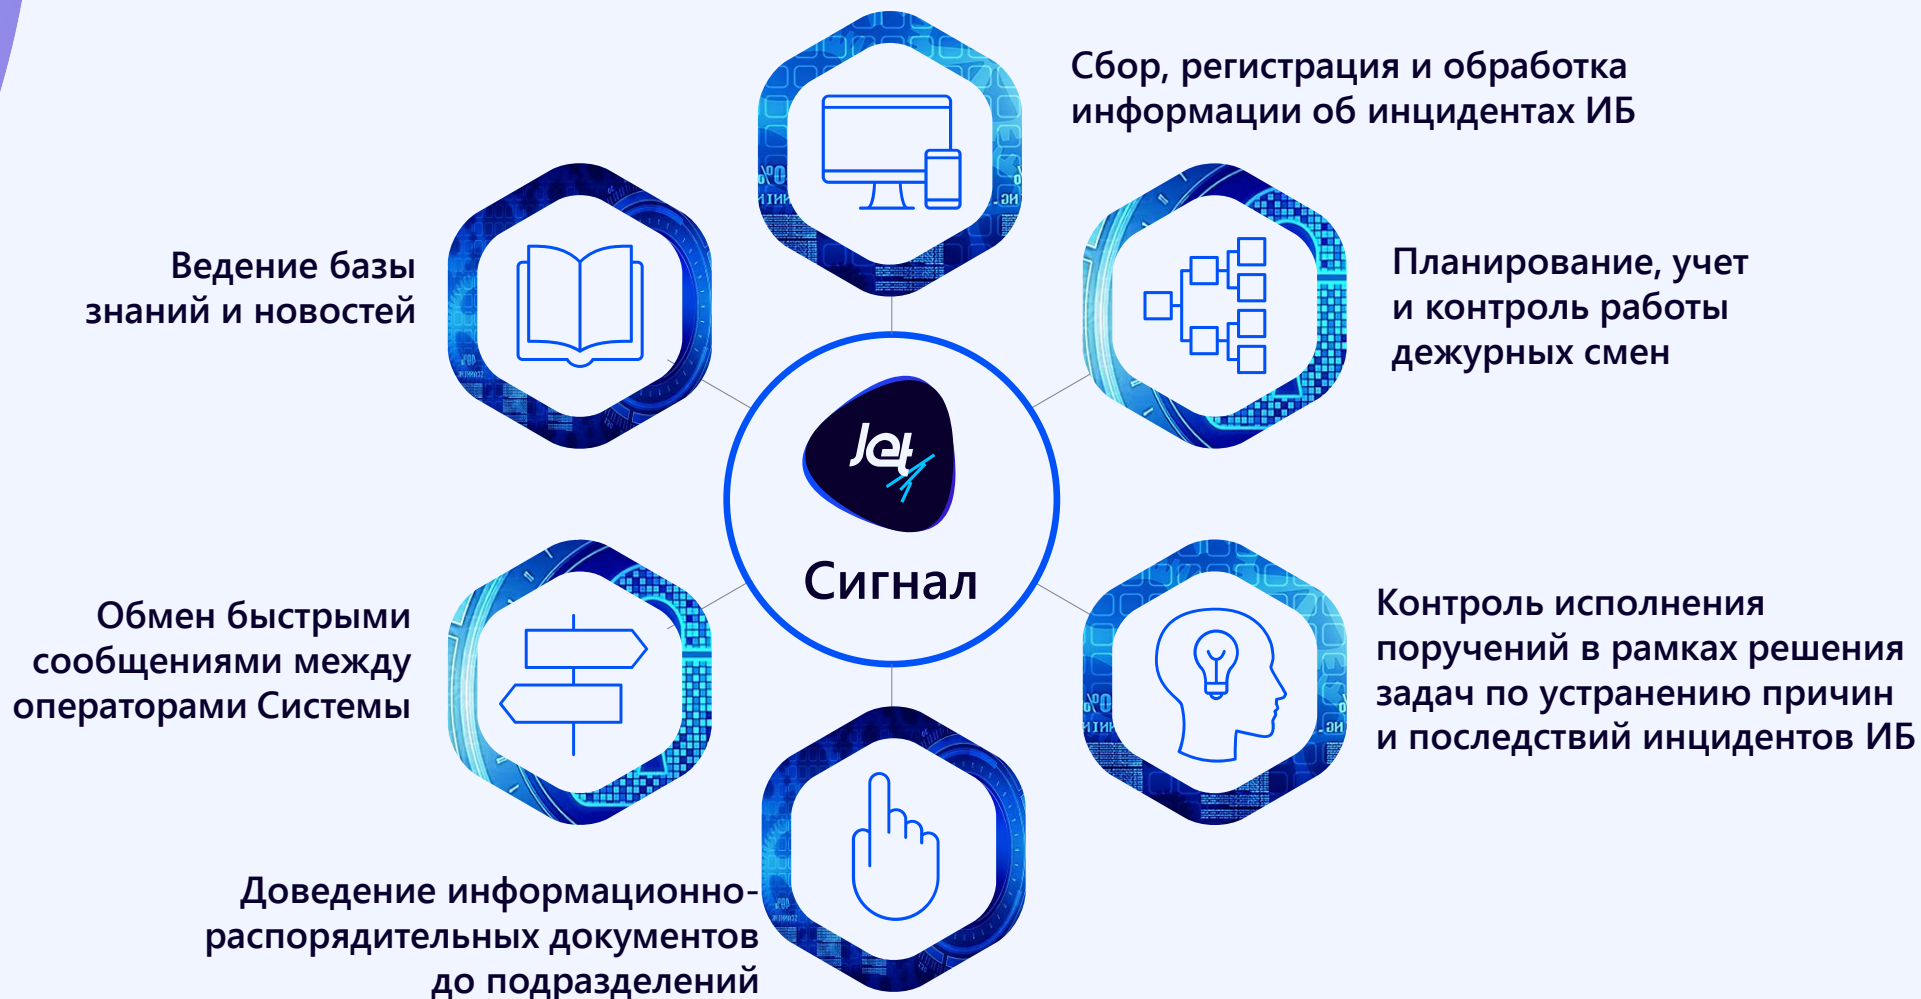 Сбор, регистрация и обработка
информации об инцидентах ИБ
Планирование, учет
и контроль работы
дежурных смен
Контроль исполнения
поручений в рамках решения
задач по устранению причин
и последствий инцидентов ИБ
Доведение информационно-
распорядительных документов
до подразделений
Обмен быстрыми
сообщениями между
операторами Системы
Ведение базы
знаний и новостей
Jet
Сигнал